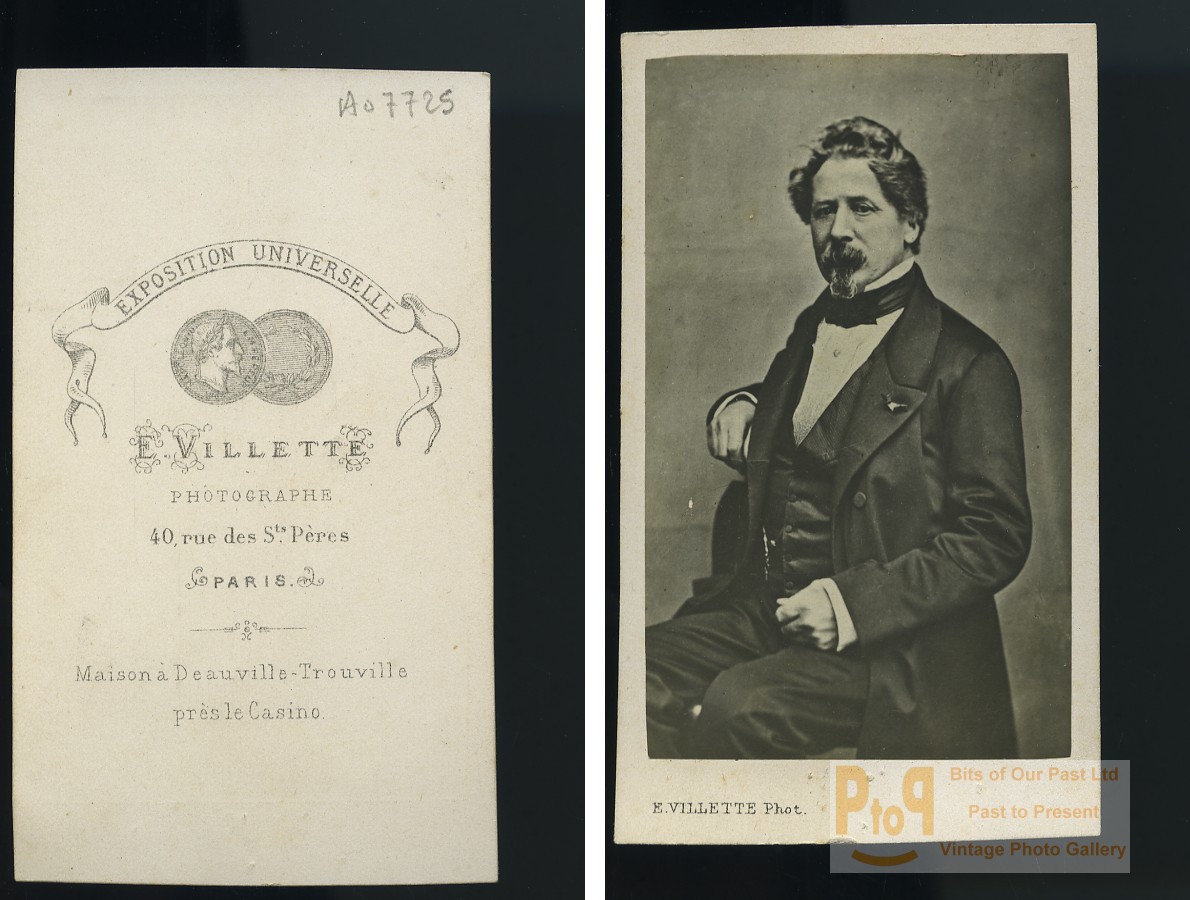 A07725
EXPOSITION UNIVERSELLE
E. VILLETTE
PHOTOGRAPHE
40, rue des Sts. Pères
PARIS.
Maison à Deauville-Trouville
près le Casino.
E. VILLETTE Phot.
PtoP
Bits of Our Past Ltd
Past to Present
Vintage Photo Gallery